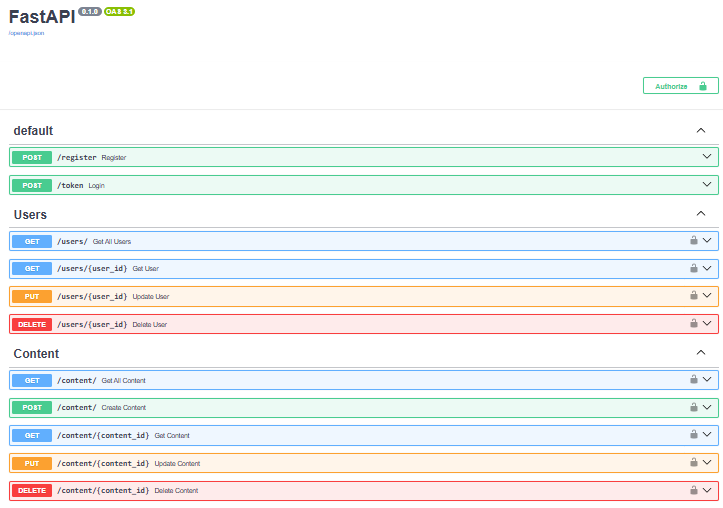 FastAPI 0.1.0 OAS 3.1
/openapi.json
Authorize
default
POST /register Register
POST /token Login
Users
GET /users/ Get All Users
GET /users/{user_id} Get User
PUT /users/{user_id} Update User
DELETE /users/{user_id} Delete User
Content
GET /content/ Get All Content
POST /content/ Create Content
GET /content/{content_id} Get Content
PUT /content/{content_id} Update Content
DELETE /content/{content_id} Delete Content